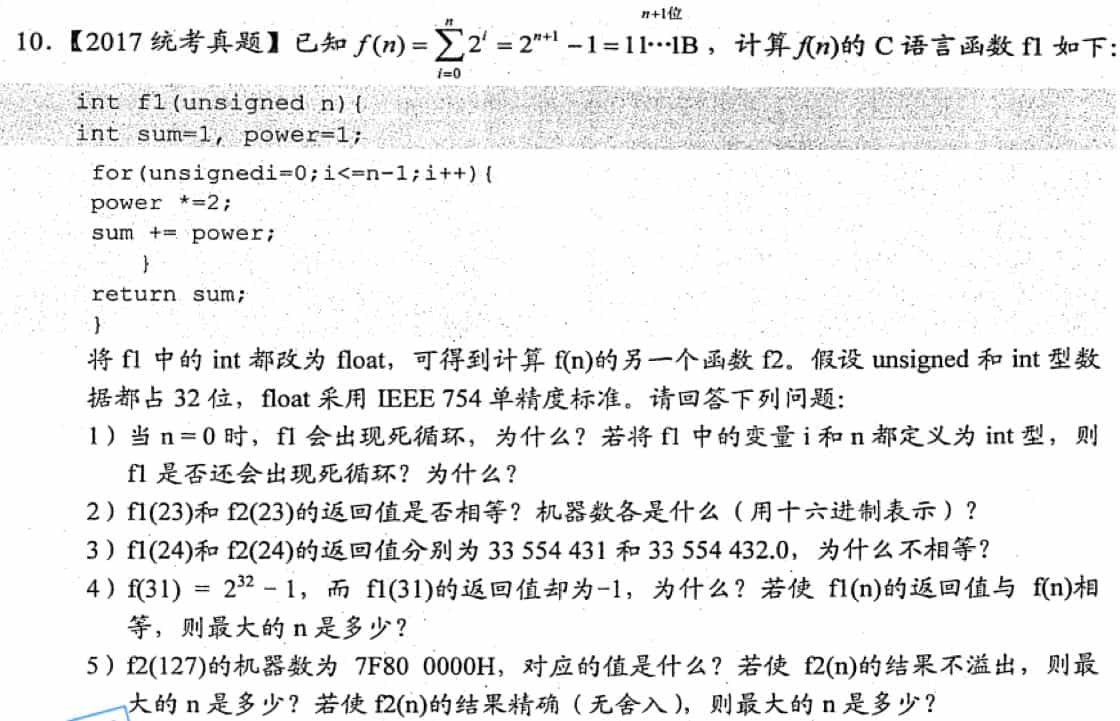 n+1位
10.【2017 统考真题】已知 f(n) = \sum_{i=0}^{n} 2^i = 2^{n+1} − 1 = 11⋯1B ，计算 f(n)的 C 语言函数 f1 如下:
int f1(unsigned n){
int sum=1, power=1;
for(unsignedi=0;i<=n-1;i++){
power *=2;
sum += power;
}
return sum;
}
将 f1 中的 int 都改为 float，可得到计算 f(n)的另一个函数 f2。假设 unsigned 和 int 型数
据都占 32 位，float 采用 IEEE 754 单精度标准。请回答下列问题:
1）当 n = 0 时，f1 会出现死循环，为什么？若将 f1 中的变量 i 和 n 都定义为 int 型，则
f1 是否还会出现死循环？为什么？
2）f1(23)和 f2(23)的返回值是否相等？机器数各是什么（用十六进制表示）？
3）f1(24)和 f2(24)的返回值分别为 33 554 431 和 33 554 432.0，为什么不相等？
4）f(31) = 2^{32} − 1，而 f1(31)的返回值却为−1，为什么？若使 f1(n)的返回值与 f(n)相
等，则最大的 n 是多少？
5）f2(127)的机器数为 7F80 0000H，对应的值是什么？若使 f2(n)的结果不溢出，则最
大的 n 是多少？若使 f2(n)的结果精确（无舍入），则最大的 n 是多少？